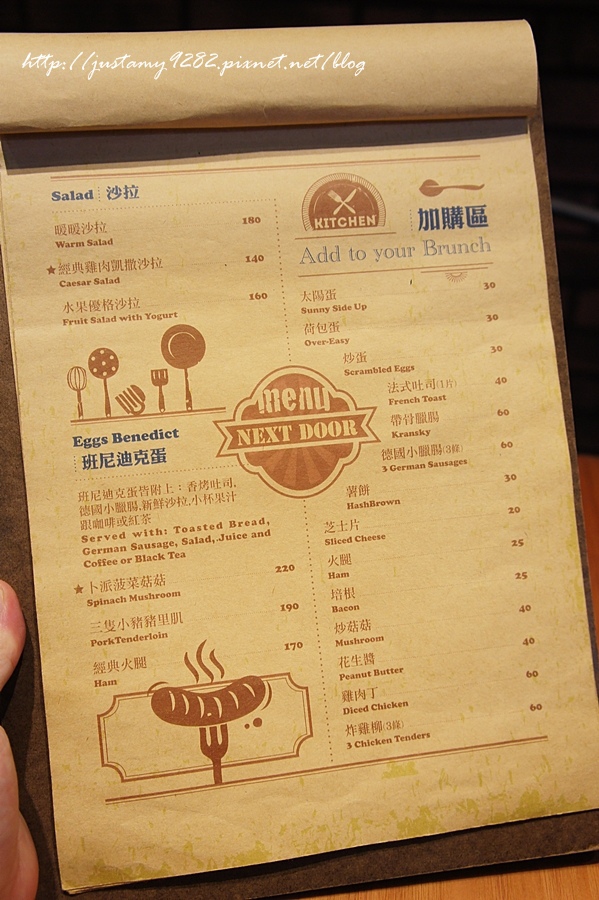 http://justamy9282.pixnet.net/blog
Salad 沙拉
暖暖沙拉 180
Warm Salad
★經典雞肉凱撒沙拉 140
Caesar Salad
水果優格沙拉 160
Fruit Salad with Yogurt
Eggs Benedict
班尼迪克蛋
班尼迪克蛋皆附上：香烤吐司,
德國小臘腸,新鮮沙拉,小杯果汁
跟咖啡或紅茶
Served with: Toasted Bread,
German Sausage, Salad, Juice and
Coffee or Black Tea
220
★卜派菠菜菇菇
Spinach Mushroom
三隻小豬豬里肌 190
PorkTenderloin
經典火腿 170
Ham
menu
NEXT DOOR
KITCHEN
加購區
Add to your Brunch
太陽蛋 30
Sunny Side Up
荷包蛋 30
Over-Easy
炒蛋 30
Scrambled Eggs
法式吐司(1片) 40
French Toast
帶骨臘腸 60
Kransky
德國小臘腸(3條) 60
3 German Sausages
薯餅 30
HashBrown
芝士片 20
Sliced Cheese
火腿 25
Ham
培根 25
Bacon
炒菇菇 40
Mushroom
花生醬 40
Peanut Butter
雞肉丁 60
Diced Chicken
炸雞柳(3條) 60
3 Chicken Tenders